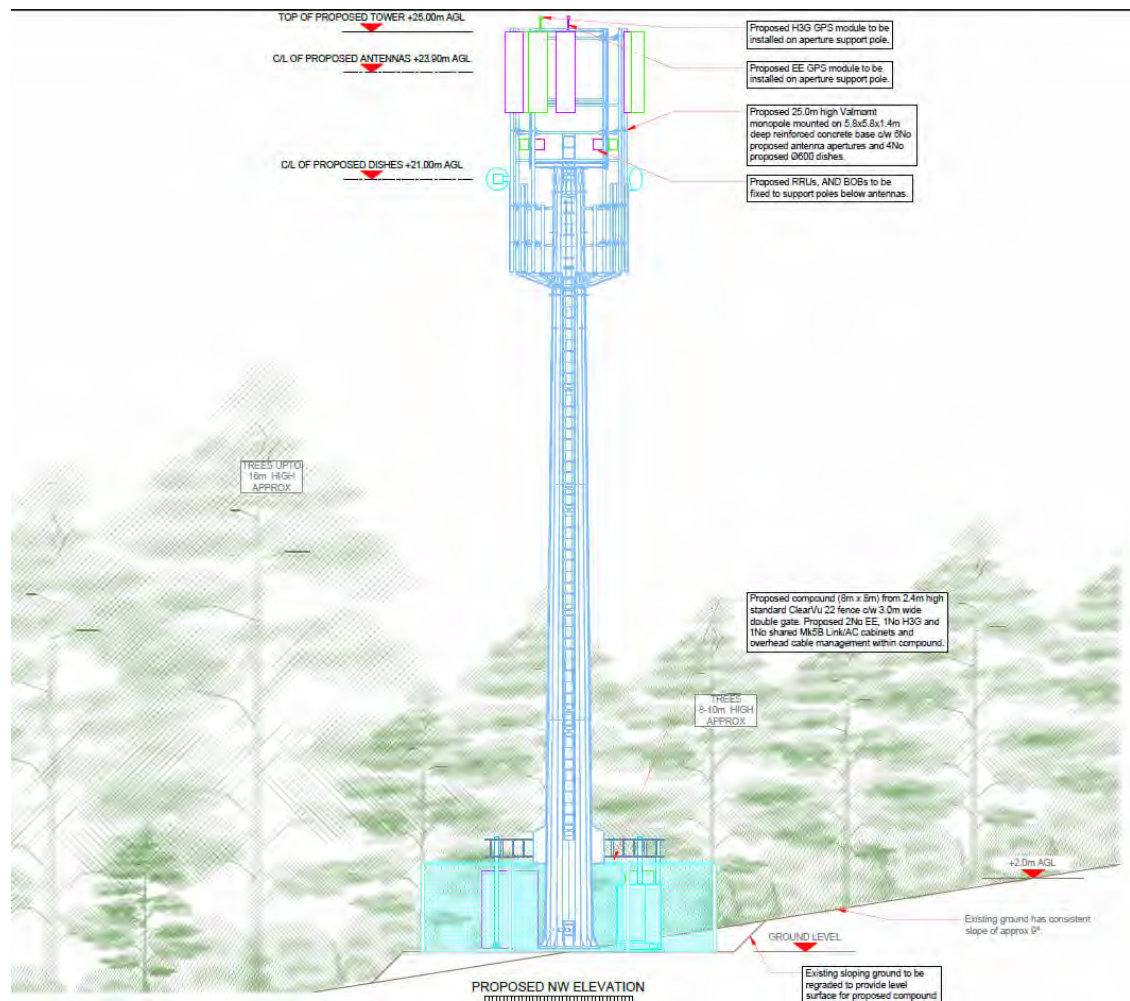 TOP OF PROPOSED TOWER +25.00m AGL
Proposed H3G GPS module to be
installed on aperture support pole.
C/L OF PROPOSED ANTENNAS +23.90m AGL
Proposed EE GPS module to be
installed on aperture support pole.
Proposed 25.0m high Valmomt
monopole mounted on 5.8x5.8x1.4m
deep reinforced concrete base c/w 6No
proposed antenna apertures and 4No
proposed Ø600 dishes.
C/L OF PROPOSED DISHES +21.00m AGL
Proposed RRUs, AND BOBs to be
fixed to support poles below antennas.
TREES UPTO
16m HIGH
APPROX
Proposed compound (8m x 8m) from 2.4m high
standard ClearVu 22 fence c/w 3.0m wide
double gate. Proposed 2No EE, 1No H3G and
1No shared Mk5B Link/AC cabinets and
overhead cable management within compound.
TREES
8-10m HIGH
APPROX
+2.0m AGL
Existing ground has consistent
slope of approx 9°
GROUND LEVEL
Existing sloping ground to be
regraded to provide level
surface for proposed compound
PROPOSED NW ELEVATION